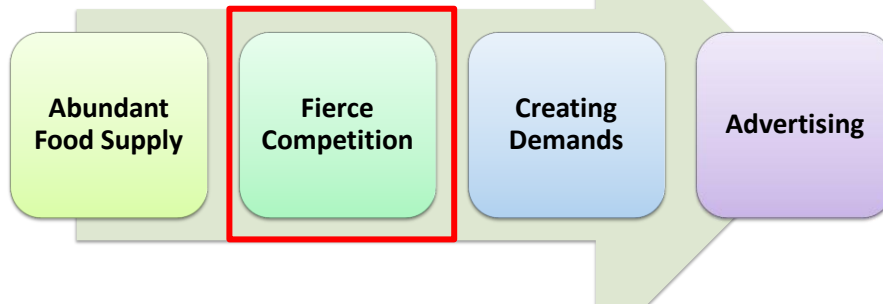 Abundant
Food Supply
Fierce
Competition
Creating
Demands
Advertising